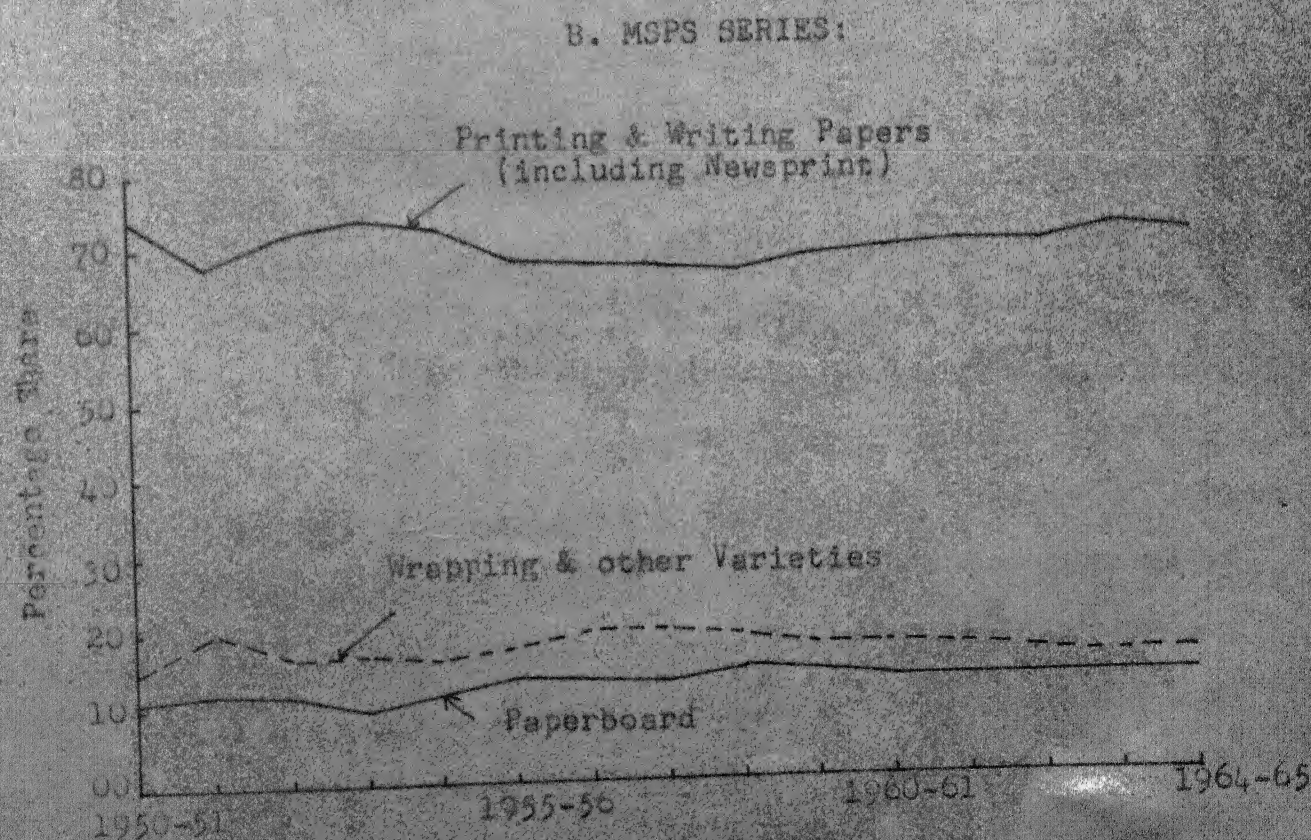 B. MSPS SERIES:
Printing & Writing Papers
(including Newsprint)
80
70
60
50
40
30
20
10
00
Percentage Share
Wrapping & other Varieties
Paperboard
1950-51
1955-56
1960-61
1964-65